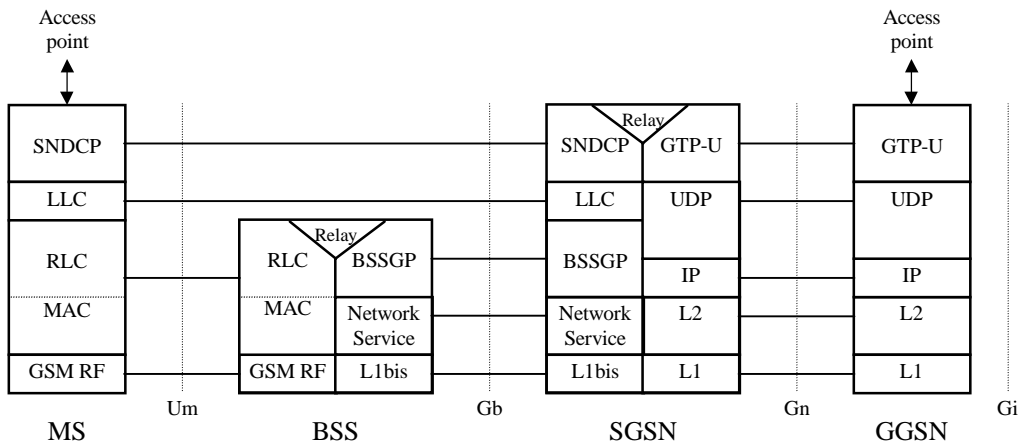 Access
point
Access
point
SNDCP
SNDCP
Relay
GTP-U
GTP-U
LLC
LLC
UDP
UDP
RLC
Relay
RLC
BSSGP
BSSGP
IP
IP
MAC
MAC
Network
Service
Network
Service
L2
L2
GSM RF
GSM RF
L1bis
L1bis
L1
L1
Um
Gb
Gn
Gi
MS
BSS
SGSN
GGSN